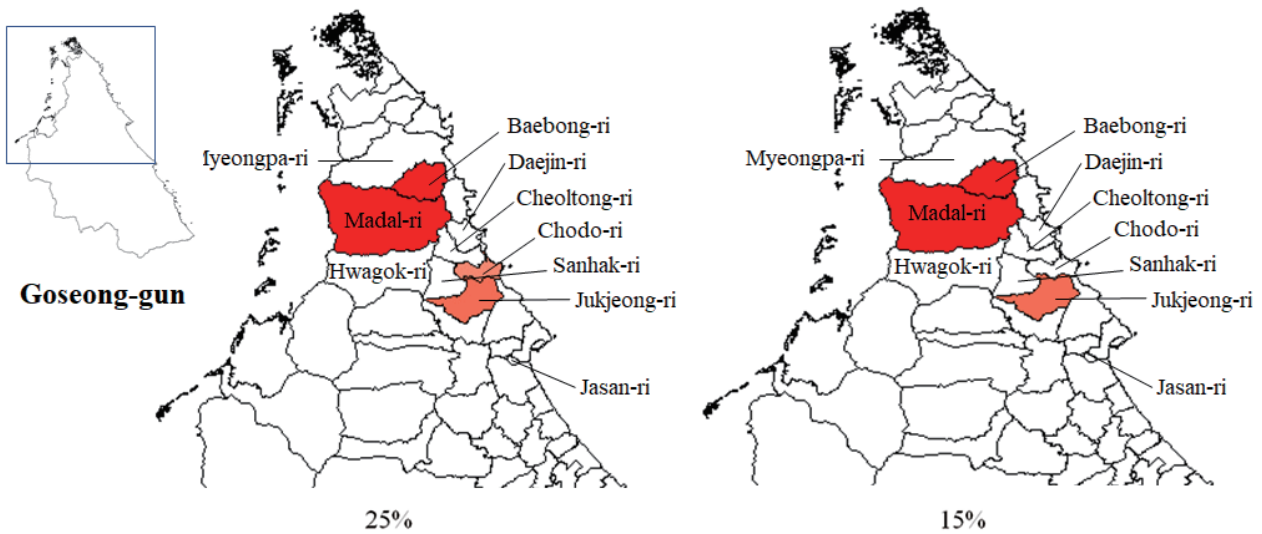 Goseong-gun
Iyeongpa-ri
Baebong-ri
Daejin-ri
Cheoltong-ri
Chodo-ri
Sanhak-ri
Jukjeong-ri
Madal-ri
Hwagok-ri
Jasan-ri
25%
Myeongpa-ri
Baebong-ri
Daejin-ri
Cheoltong-ri
Chodo-ri
Sanhak-ri
Jukjeong-ri
Madal-ri
Hwagok-ri
Jasan-ri
15%